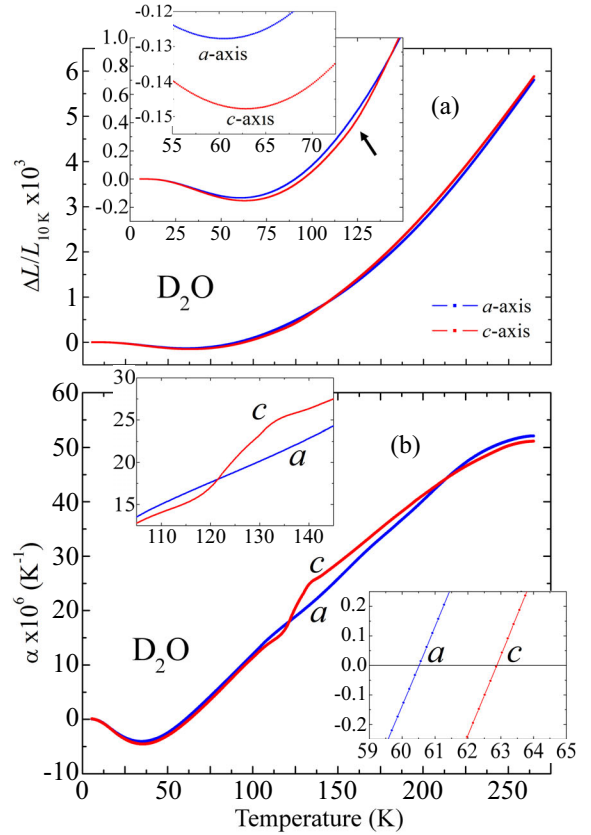 -0.12
-0.13
-0.14
-0.15
55 60 65 70
a-axis
c-axis
1.0
0.8
0.6
0.4
0.2
0.0
-0.2
0 25 50 75 100 125
(a)
6
5
4
3
2
1
0
ΔL/L10 K x10³
D₂O
a-axis
c-axis
60
50
40
30
20
10
0
-10
α x10⁶ (K⁻¹)
30
25
20
15
110 120 130 140
c
a
(b)
c
a
D₂O
0.2
0.1
0.0
-0.1
-0.2
59 60 61 62 63 64 65
a
c
0 50 75 100 125 150 175 200 225 250
Temperature (K)